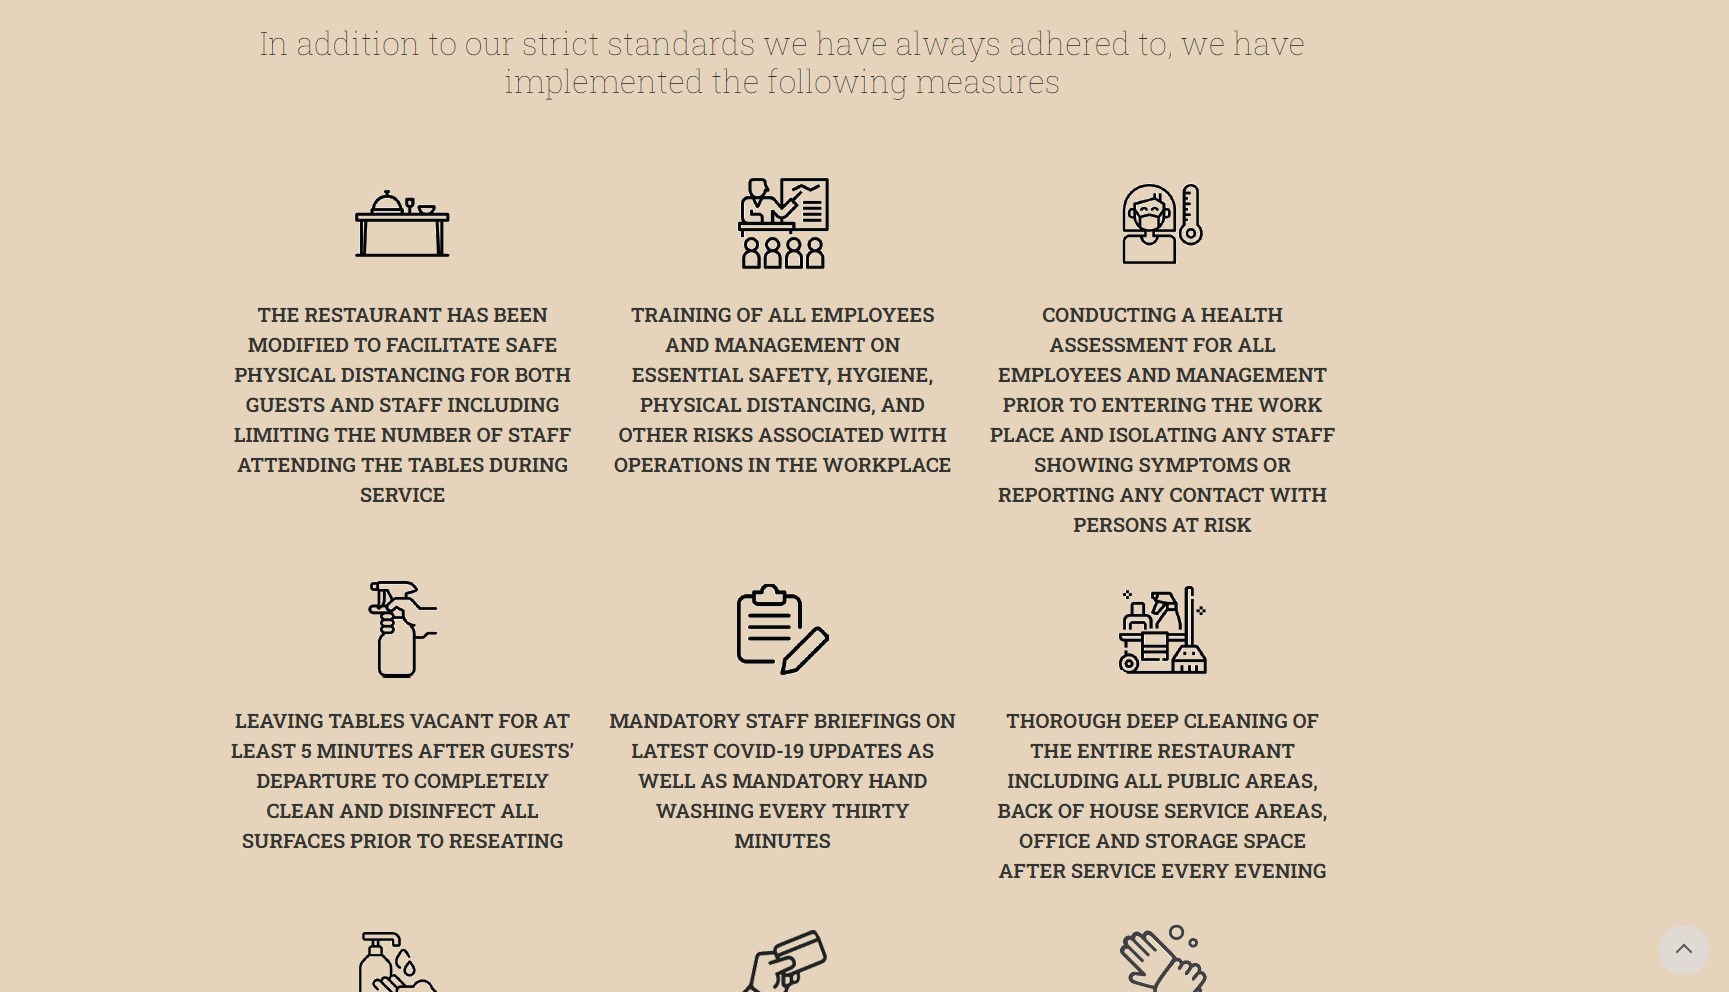 In addition to our strict standards we have always adhered to, we have
implemented the following measures
THE RESTAURANT HAS BEEN
MODIFIED TO FACILITATE SAFE
PHYSICAL DISTANCING FOR BOTH
GUESTS AND STAFF INCLUDING
LIMITING THE NUMBER OF STAFF
ATTENDING THE TABLES DURING
SERVICE
TRAINING OF ALL EMPLOYEES
AND MANAGEMENT ON
ESSENTIAL SAFETY, HYGIENE,
PHYSICAL DISTANCING, AND
OTHER RISKS ASSOCIATED WITH
OPERATIONS IN THE WORKPLACE
CONDUCTING A HEALTH
ASSESSMENT FOR ALL
EMPLOYEES AND MANAGEMENT
PRIOR TO ENTERING THE WORK
PLACE AND ISOLATING ANY STAFF
SHOWING SYMPTOMS OR
REPORTING ANY CONTACT WITH
PERSONS AT RISK
LEAVING TABLES VACANT FOR AT
LEAST 5 MINUTES AFTER GUESTS’
DEPARTURE TO COMPLETELY
CLEAN AND DISINFECT ALL
SURFACES PRIOR TO RESEATING
MANDATORY STAFF BRIEFINGS ON
LATEST COVID-19 UPDATES AS
WELL AS MANDATORY HAND
WASHING EVERY THIRTY
MINUTES
THOROUGH DEEP CLEANING OF
THE ENTIRE RESTAURANT
INCLUDING ALL PUBLIC AREAS,
BACK OF HOUSE SERVICE AREAS,
OFFICE AND STORAGE SPACE
AFTER SERVICE EVERY EVENING